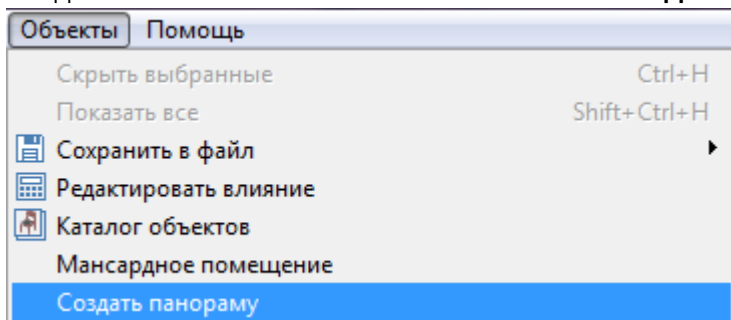 Объекты Помощь
Скрыть выбранные Ctrl+H
Показать все Shift+Ctrl+H
Сохранить в файл
Редактировать влияние
Каталог объектов
Мансардное помещение
Создать панораму